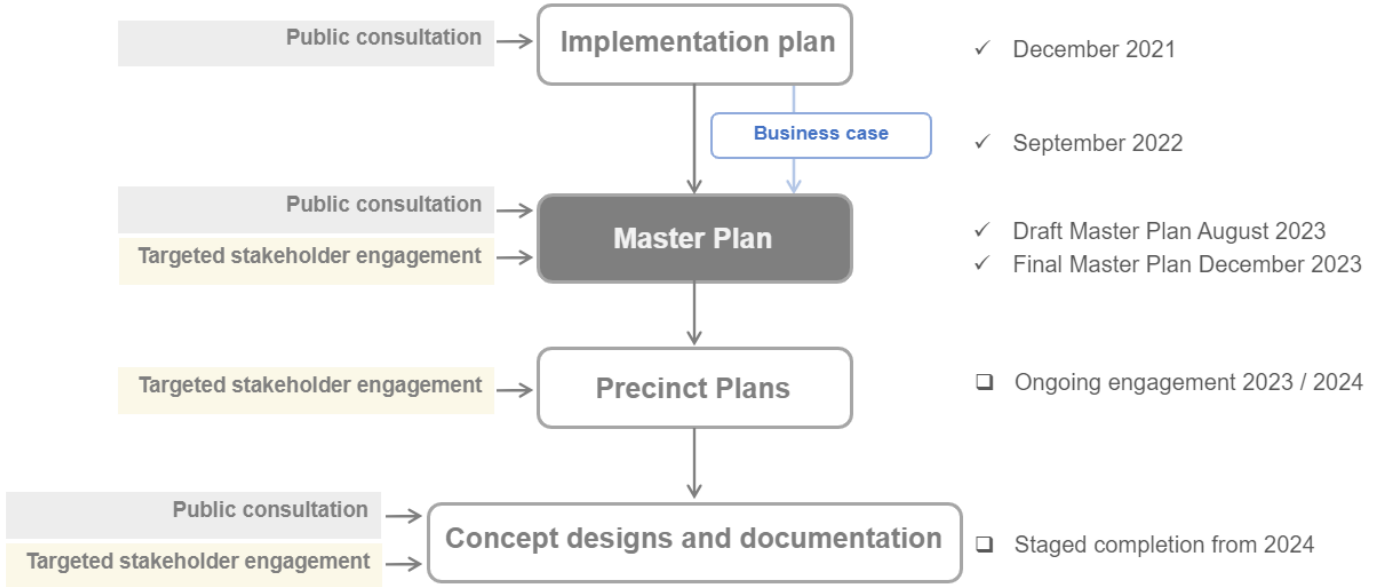 Public consultation
Implementation plan
✓ December 2021
Business case
✓ September 2022
Public consultation
Targeted stakeholder engagement
Master Plan
✓ Draft Master Plan August 2023
✓ Final Master Plan December 2023
Targeted stakeholder engagement
Precinct Plans
❑ Ongoing engagement 2023 / 2024
Public consultation
Targeted stakeholder engagement
Concept designs and documentation
❑ Staged completion from 2024